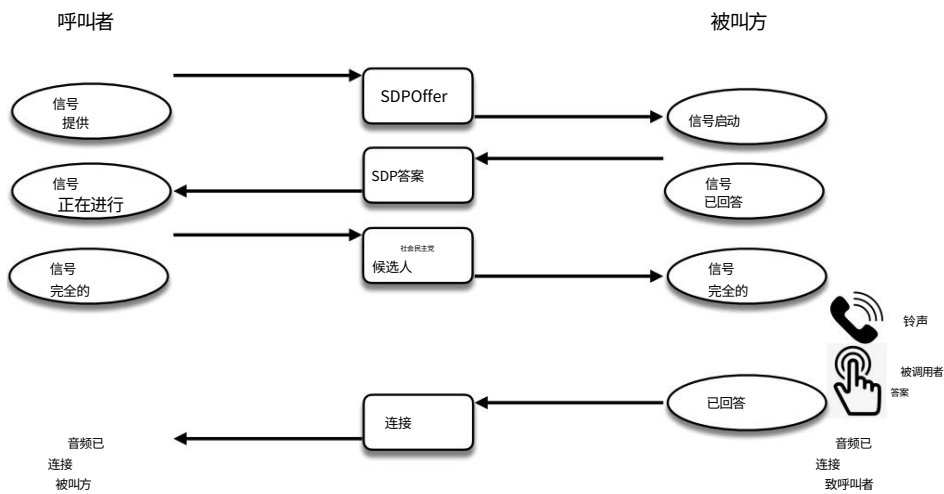 呼叫者
被叫方
SDPOffer
信号
提供
信号启动
SDP答案
信号
正在进行
信号
已回答
社会民主党
候选人
信号
完全的
信号
完全的
铃声
被调用者
答案
已回答
连接
音频已
连接
被叫方
音频已
连接
致呼叫者